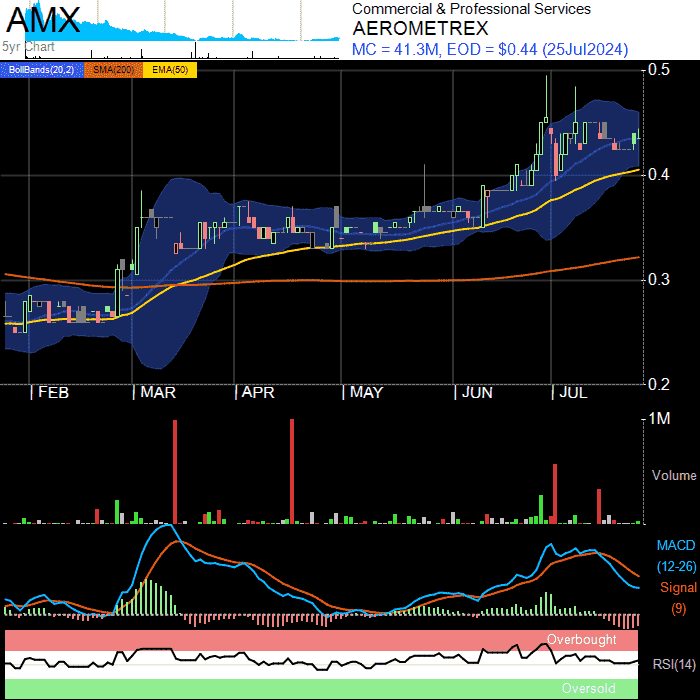 AMX
5yr Chart
Commercial & Professional Services
AEROMETREX
MC = 41.3M, EOD = $0.44 (25Jul2024)
BollBands(20,2) SMA(200) EMA(50)
0.5
0.4
0.3
0.2
FEB MAR APR MAY JUN JUL
1M
Volume
MACD
(12-26)
Signal
(9)
Overbought
RSI(14)
Oversold